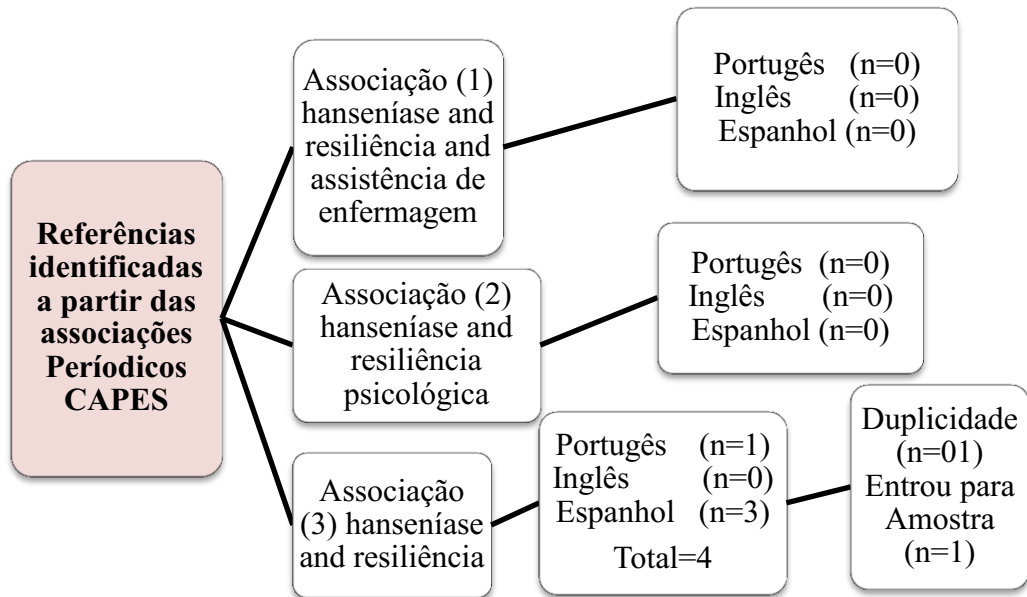 Referências
identificadas
a partir das
associações
Períodicos
CAPES
Associação (1)
hanseníase and
resiliência and
assistência de
enfermagem
Portugês (n=0)
Inglês (n=0)
Espanhol (n=0)
Associação (2)
hanseníase and
resiliência
psicológica
Portugês (n=0)
Inglês (n=0)
Espanhol (n=0)
Associação
(3) hanseníase
and resiliência
Portugês (n=1)
Inglês (n=0)
Espanhol (n=3)
Total=4
Duplicidade
(n=01)
Entrou para
Amostra
(n=1)